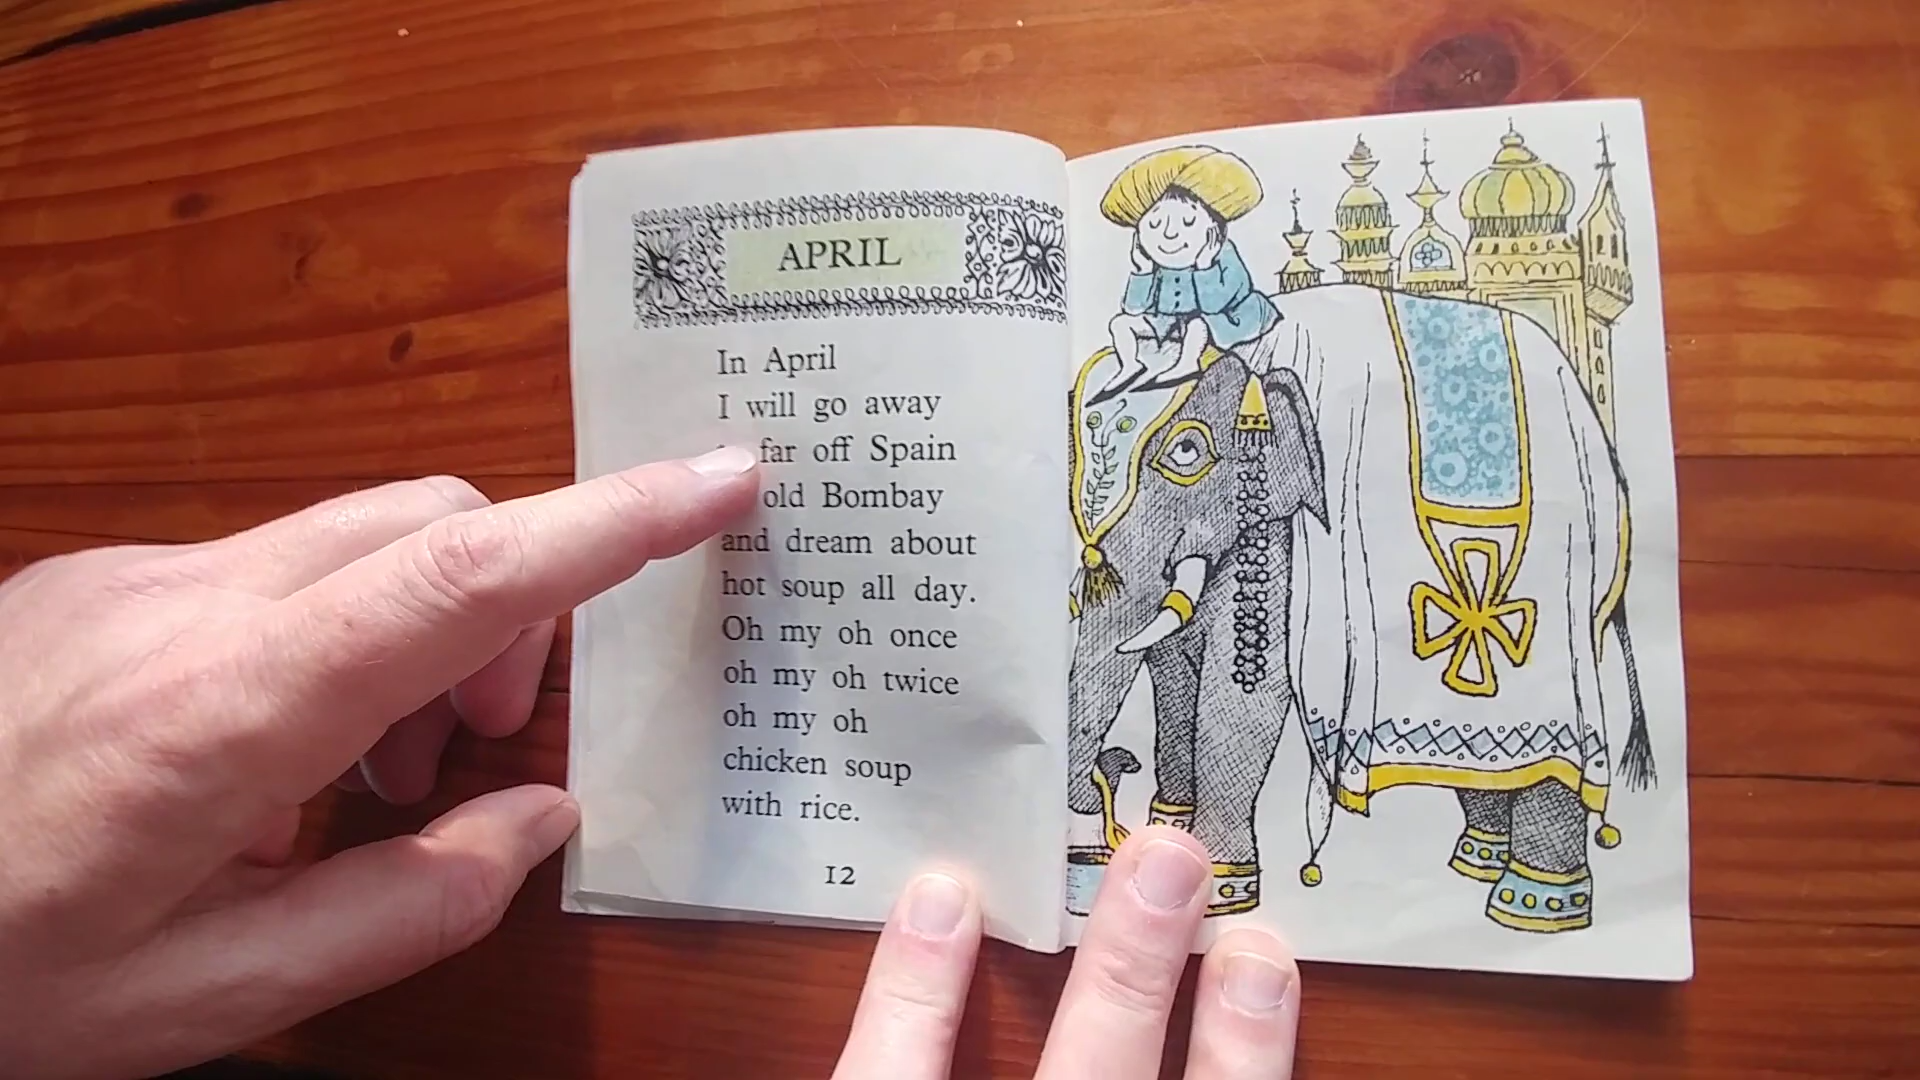 APRIL
In April
I will go away
far off Spain
old Bombay
and dream about
hot soup all day.
Oh my oh once
oh my oh twice
oh my oh
chicken soup
with rice.
12